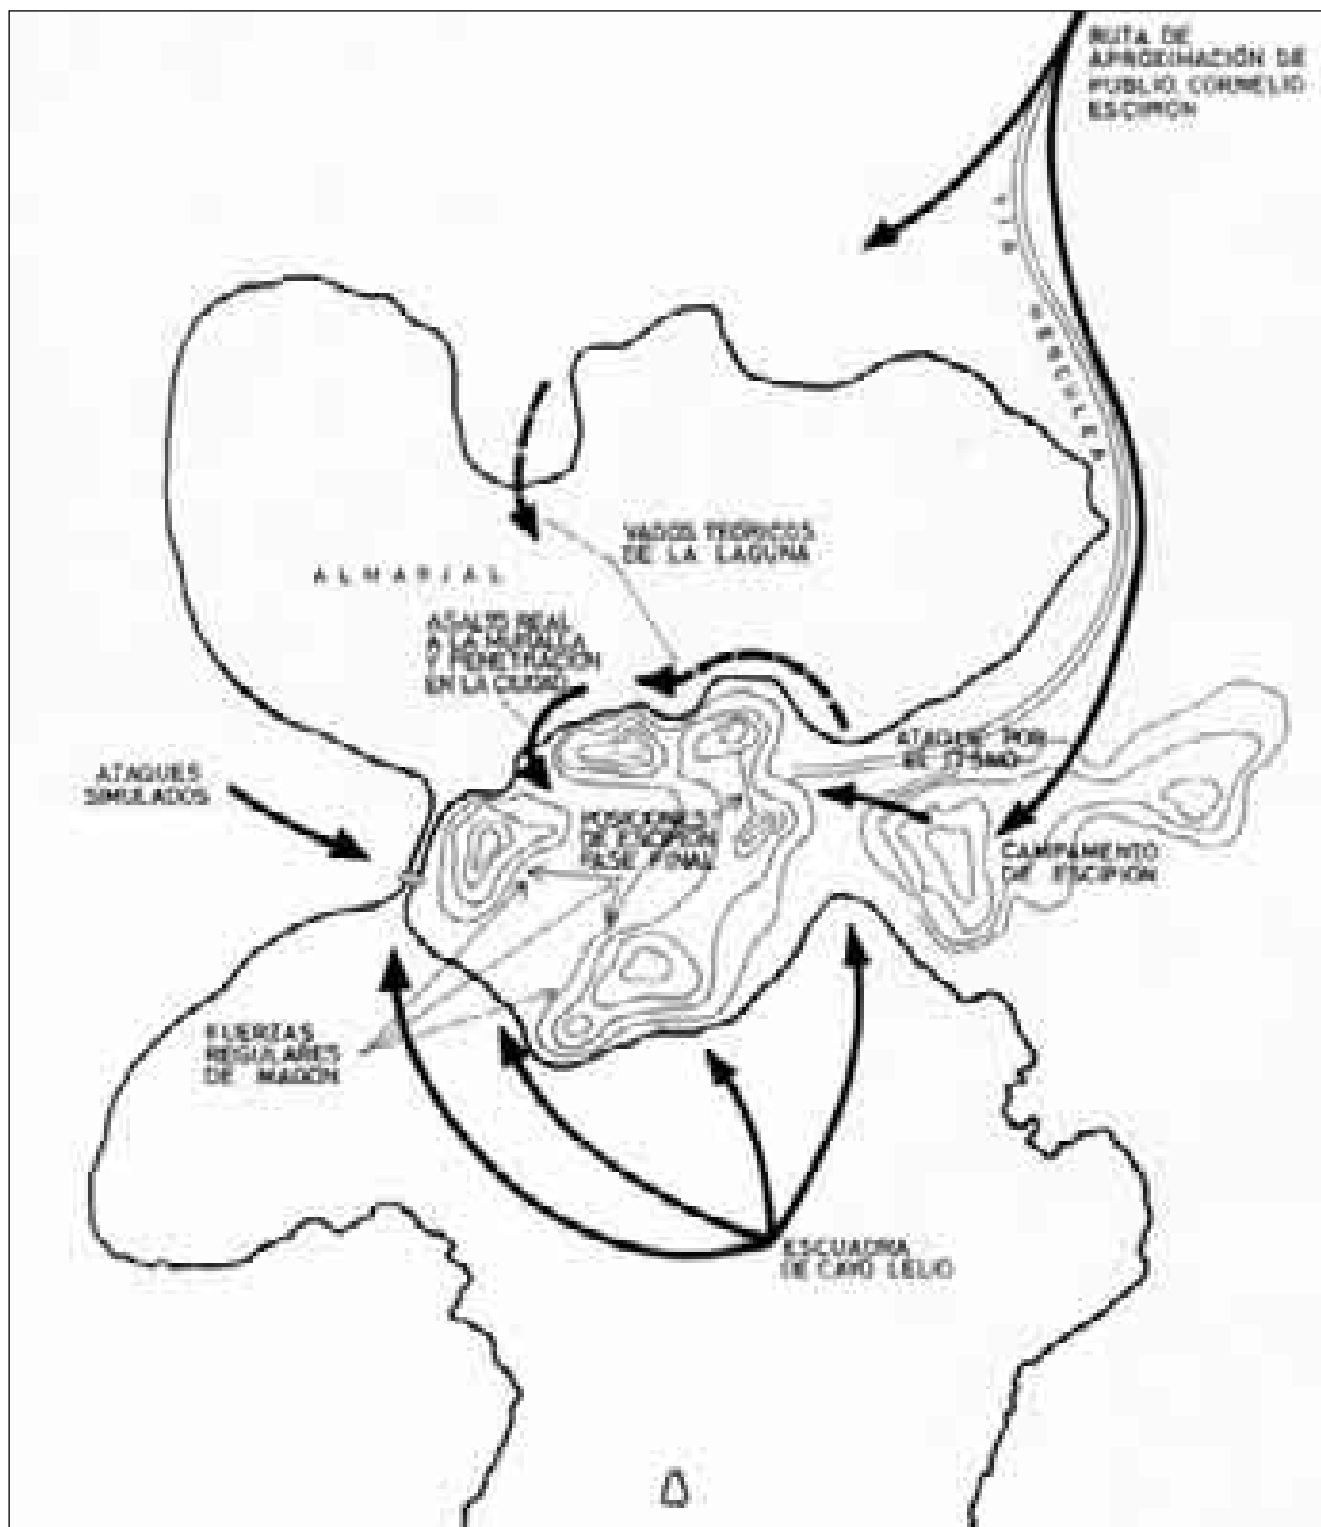 RUTA DE
APROXIMACIÓN DE
PUBLIO CORNELIO
ESCIPIÓN
VIA HERCULEA
VADOS TEÓRICOS
DE LA LAGUNA
ALMARJAL
ASALTO REAL
A LA MURALLA
Y PENETRACIÓN
EN LA CIUDAD
ATAQUE POR
EL ISTMO
ATAQUES
SIMULADOS
POSICIONES
DE ESCIPIÓN
FASE FINAL
CAMPAMENTO
DE ESCIPIÓN
FUERZAS
REGULARES
DE MAGÓN
ESCUADRA
DE CAYO LELIO